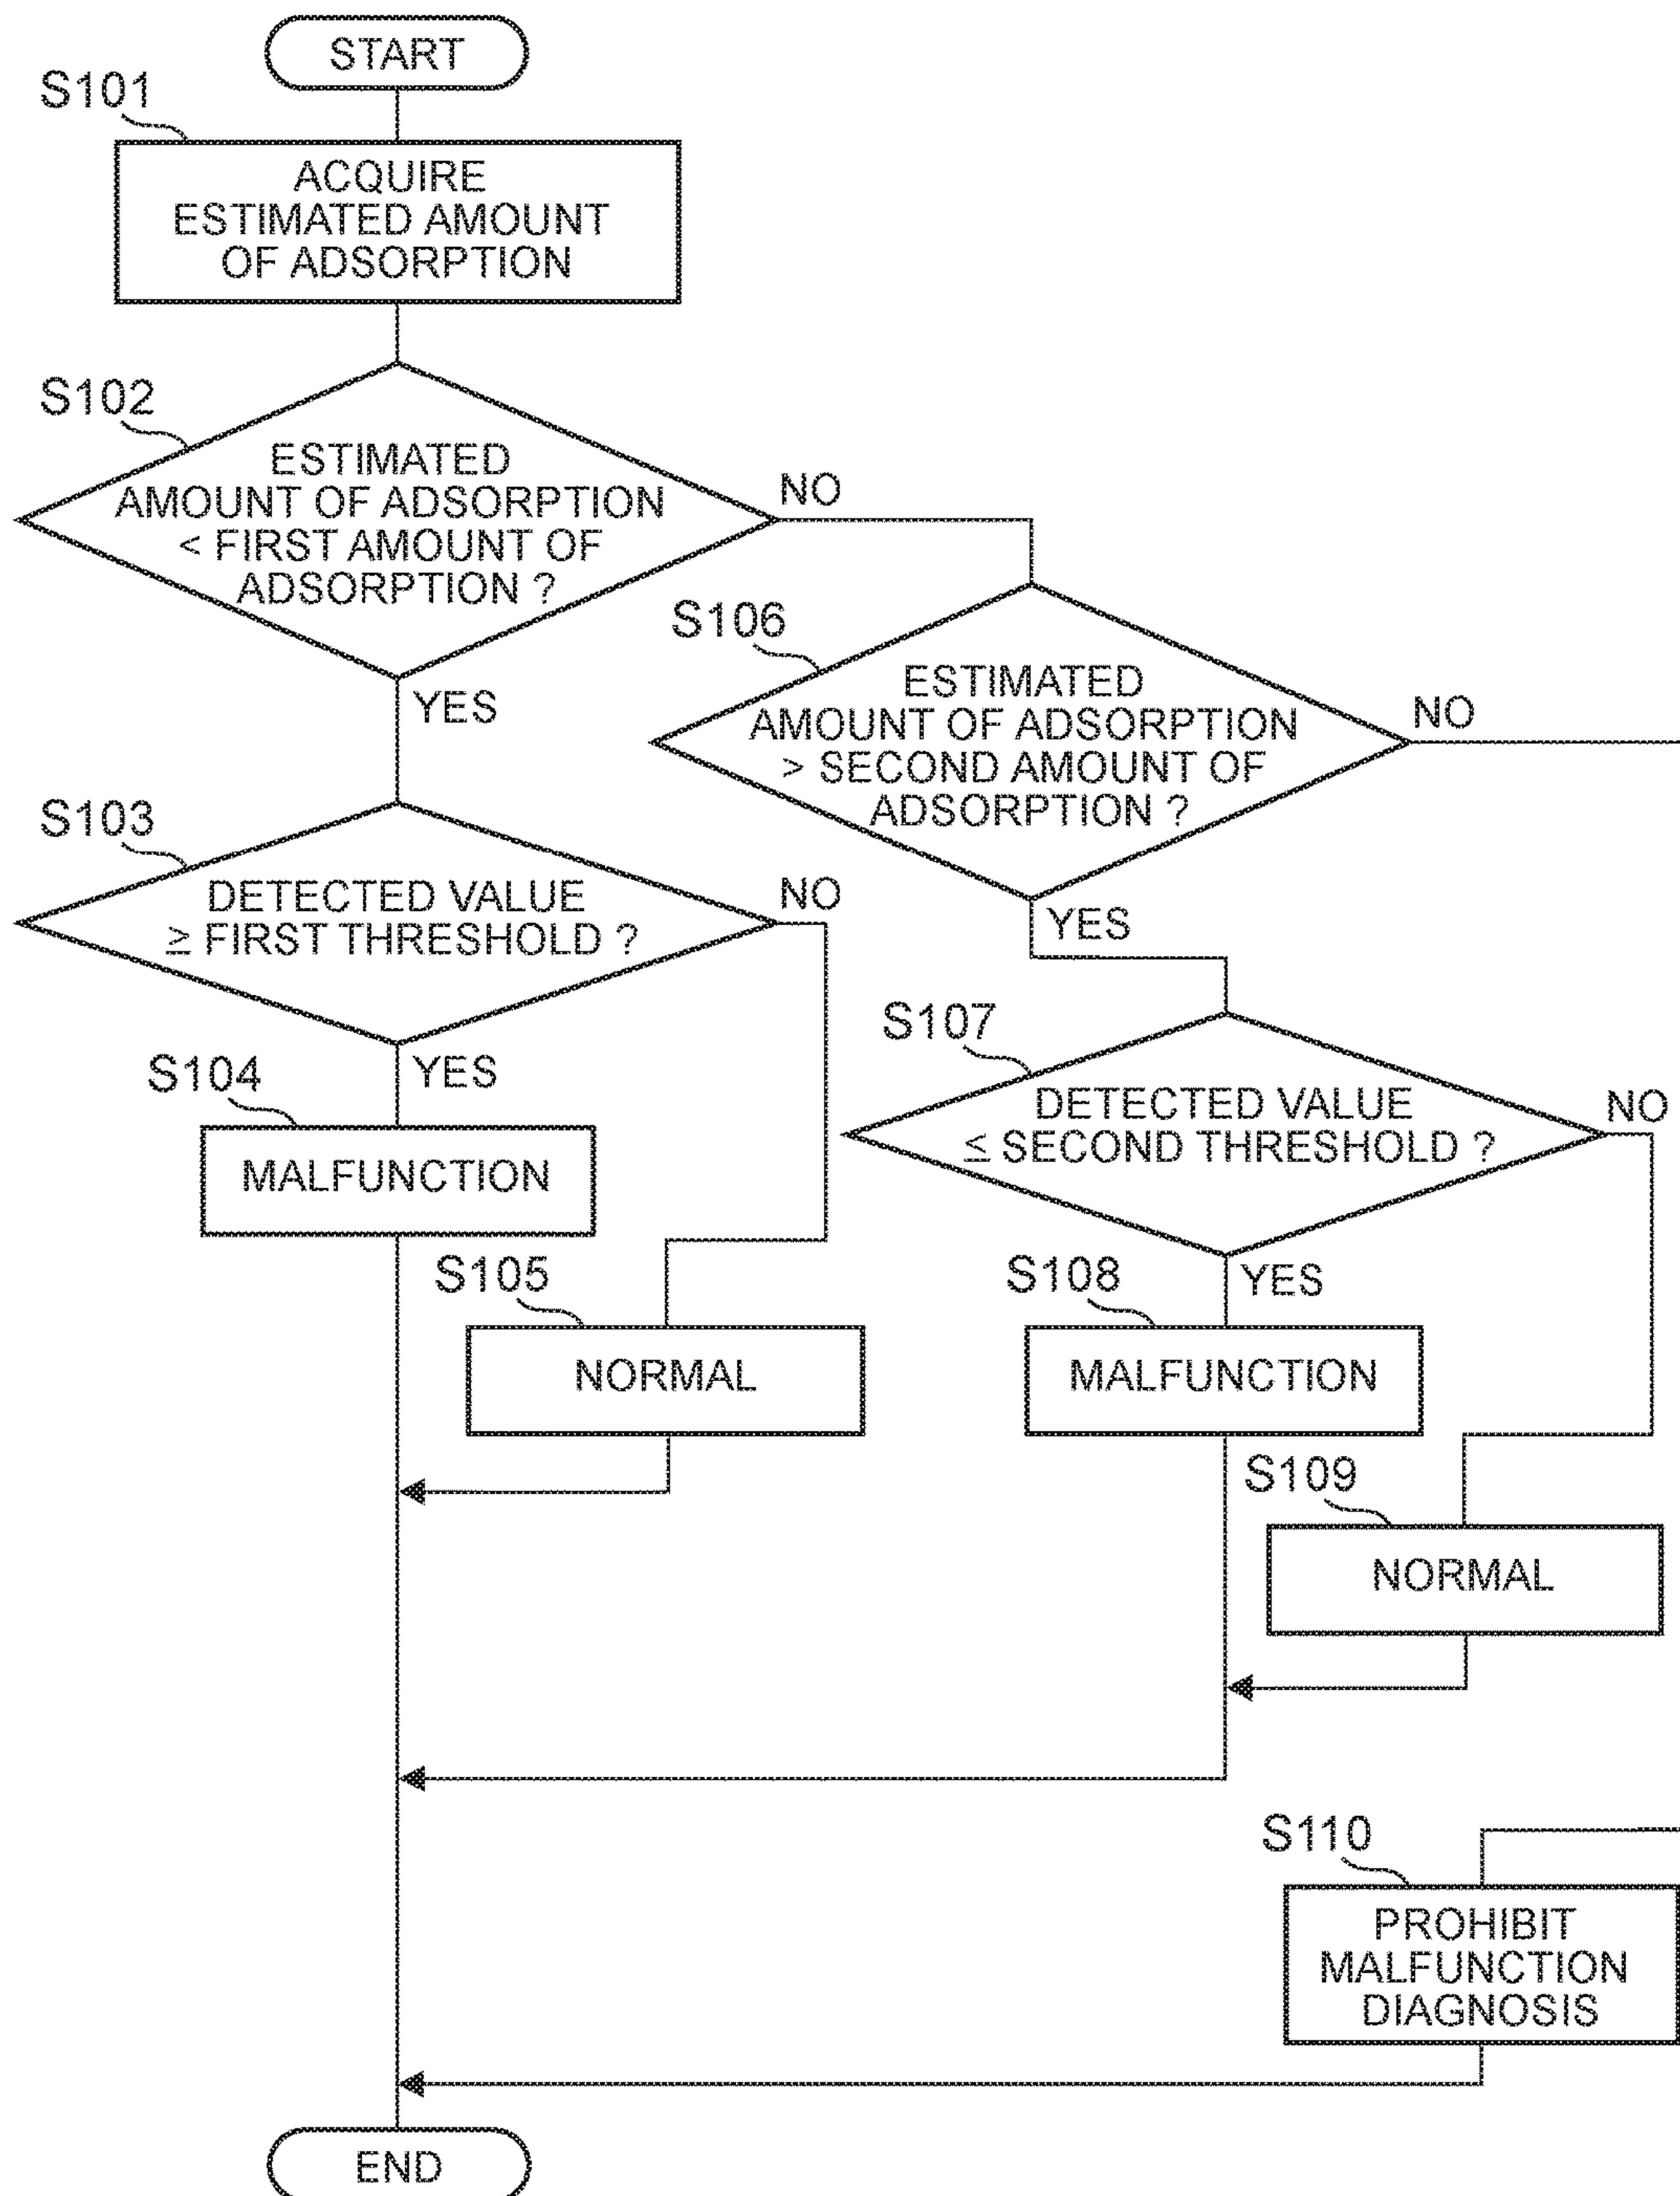 START
S101
ACQUIRE
ESTIMATED AMOUNT
OF ADSORPTION
S102
ESTIMATED
AMOUNT OF ADSORPTION
< FIRST AMOUNT OF
ADSORPTION ?
NO
YES
S106
ESTIMATED
AMOUNT OF ADSORPTION
> SECOND AMOUNT OF
ADSORPTION ?
NO
YES
S103
DETECTED VALUE
≥ FIRST THRESHOLD ?
NO
YES
S107
DETECTED VALUE
≤ SECOND THRESHOLD ?
NO
YES
S104
MALFUNCTION
S105
NORMAL
S108
MALFUNCTION
S109
NORMAL
S110
PROHIBIT
MALFUNCTION
DIAGNOSIS
END